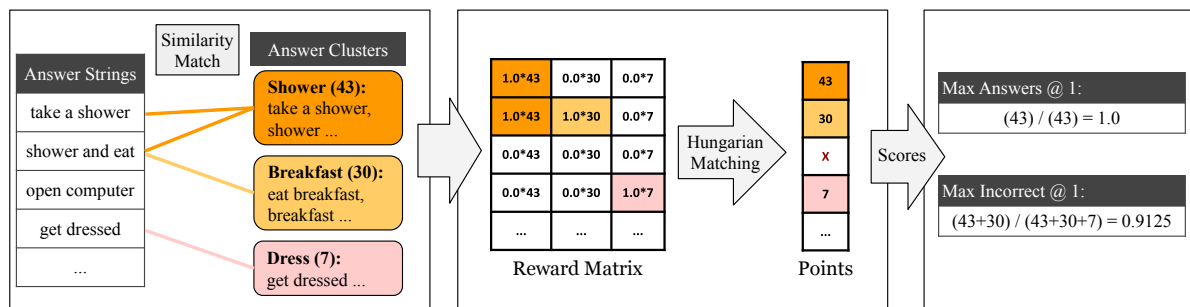 Similarity
Match
Answer Strings
take a shower
shower and eat
open computer
get dressed
...
Answer Clusters
Shower (43):
take a shower,
shower ...
Breakfast (30):
eat breakfast,
breakfast ...
Dress (7):
get dressed ...
1.0*43 0.0*30 0.0*7
1.0*43 1.0*30 0.0*7
0.0*43 0.0*30 0.0*7
0.0*43 0.0*30 1.0*7
... ... ...
Reward Matrix
Hungarian
Matching
43
30
X
7
...
Points
Scores
Max Answers @ 1:
(43) / (43) = 1.0
Max Incorrect @ 1:
(43+30) / (43+30+7) = 0.9125